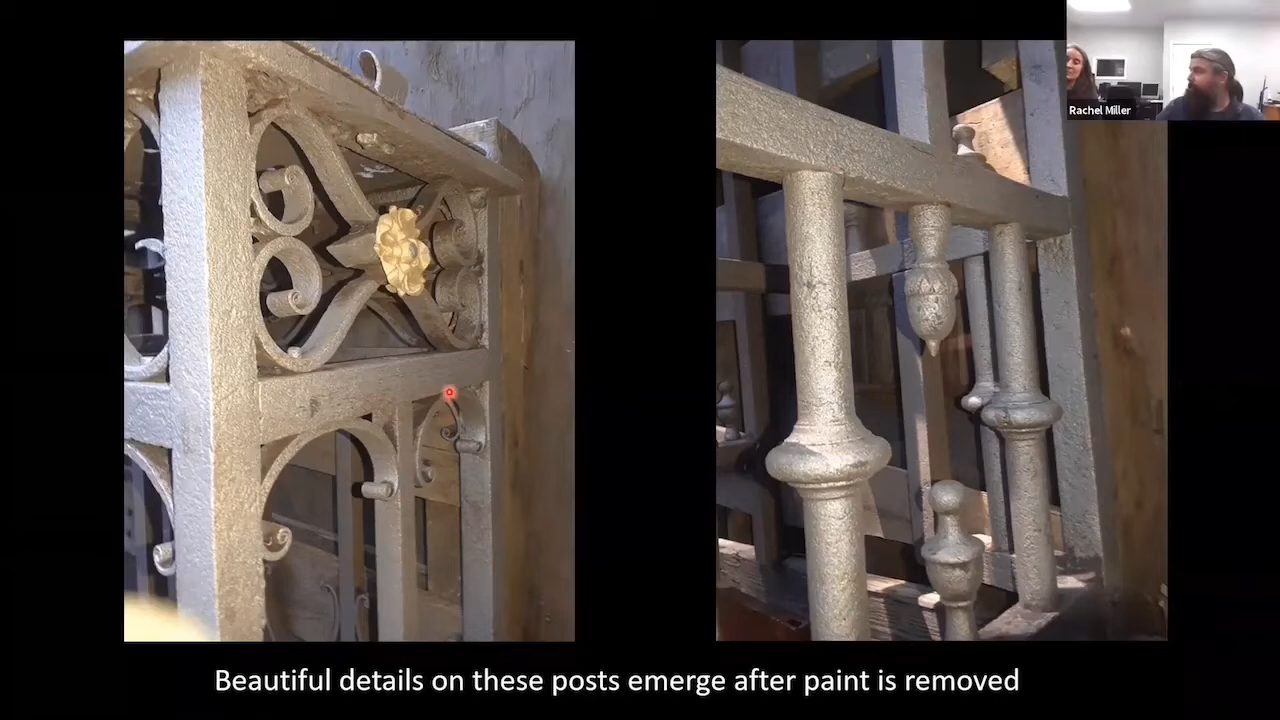 Rachel Miller
Beautiful details on these posts emerge after paint is removed